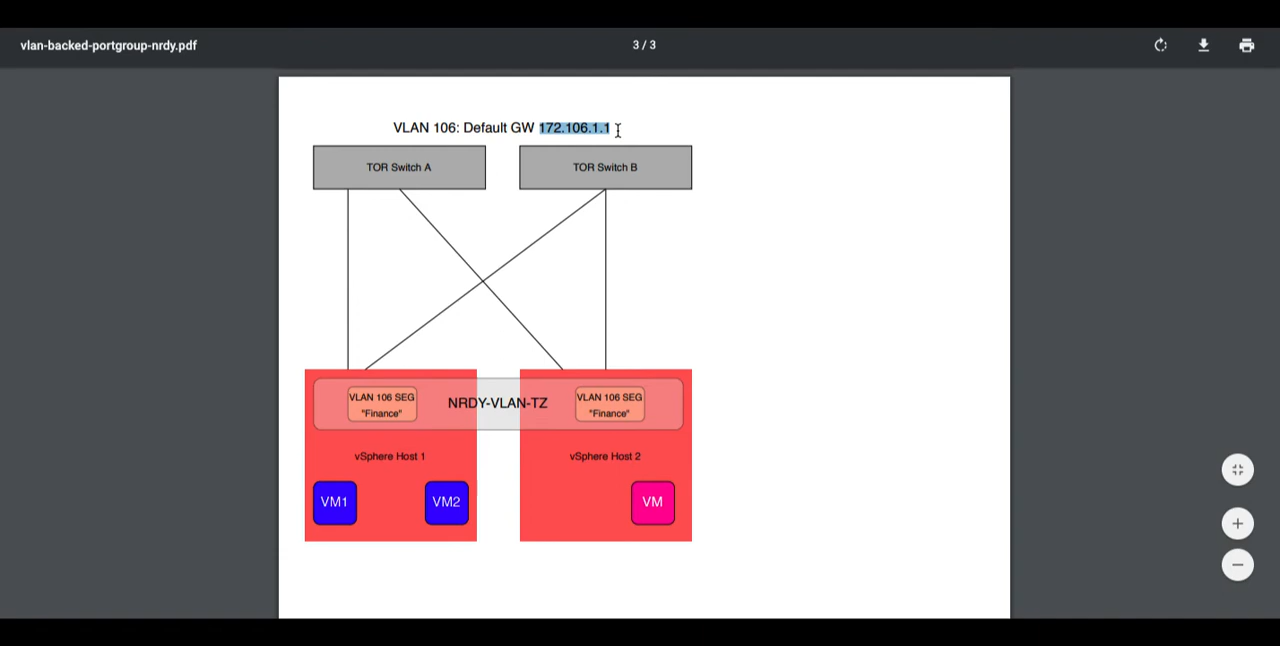 vlan-backed-portgroup-nrdy.pdf
3 / 3
VLAN 106: Default GW 172.106.1.1
TOR Switch A
TOR Switch B
VLAN 106 SEG
"Finance"
NRDY-VLAN-TZ
VLAN 106 SEG
"Finance"
vSphere Host 1
vSphere Host 2
VM1
VM2
VM